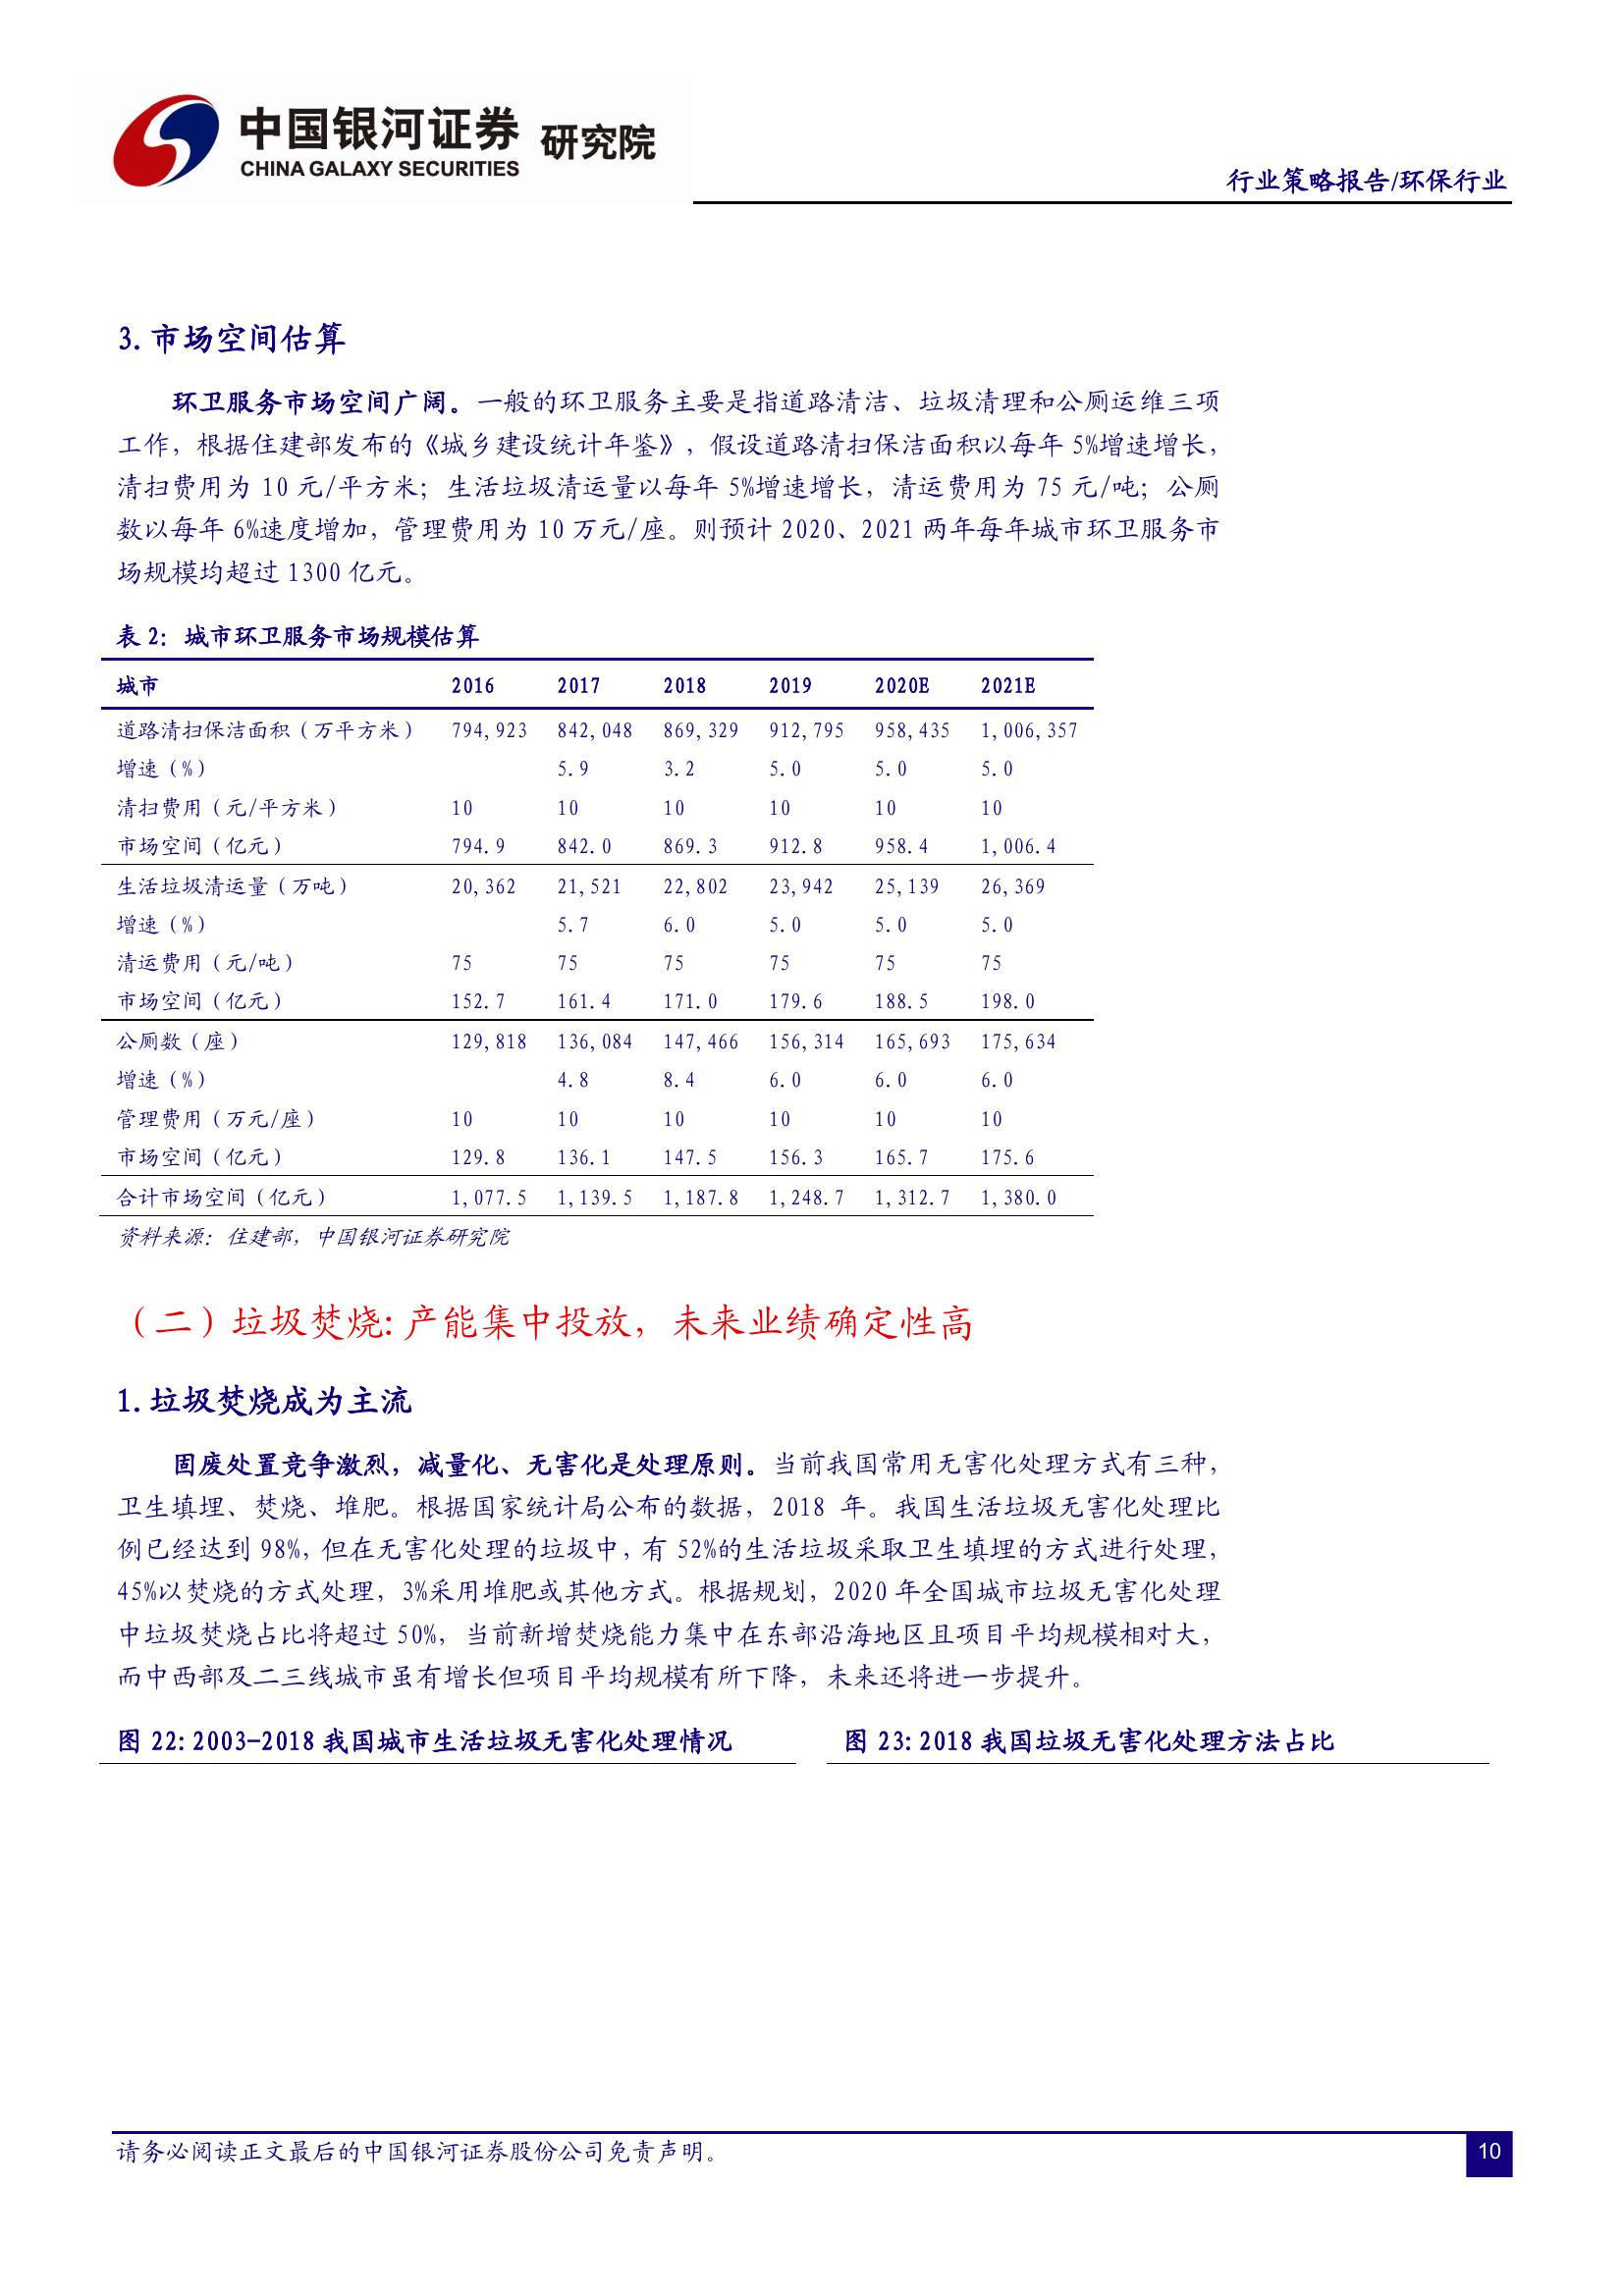 中国银河证券 研究院
CHINA GALAXY SECURITIES
行业策略报告/环保行业
3. 市场空间估算
环卫服务市场空间广阔。一般的环卫服务主要是指道路清洁、垃圾清理和公厕运维三项
工作，根据住建部发布的《城乡建设统计年鉴》，假设道路清扫保洁面积以每年 5%增速增长，
清扫费用为 10 元/平方米；生活垃圾清运量以每年 5%增速增长，清运费用为 75 元/吨；公厕
数以每年 6%速度增加，管理费用为 10 万元/座。则预计 2020、2021 两年每年城市环卫服务市
场规模均超过 1300 亿元。
表 2：城市环卫服务市场规模估算
城市 2016 2017 2018 2019 2020E 2021E
道路清扫保洁面积（万平方米） 794,923 842,048 869,329 912,795 958,435 1,006,357
增速（%） 5.9 3.2 5.0 5.0 5.0
清扫费用（元/平方米） 10 10 10 10 10 10
市场空间（亿元） 794.9 842.0 869.3 912.8 958.4 1,006.4
生活垃圾清运量（万吨） 20,362 21,521 22,802 23,942 25,139 26,369
增速（%） 5.7 6.0 5.0 5.0 5.0
清运费用（元/吨） 75 75 75 75 75 75
市场空间（亿元） 152.7 161.4 171.0 179.6 188.5 198.0
公厕数（座） 129,818 136,084 147,466 156,314 165,693 175,634
增速（%） 4.8 8.4 6.0 6.0 6.0
管理费用（万元/座） 10 10 10 10 10 10
市场空间（亿元） 129.8 136.1 147.5 156.3 165.7 175.6
合计市场空间（亿元） 1,077.5 1,139.5 1,187.8 1,248.7 1,312.7 1,380.0
资料来源：住建部，中国银河证券研究院
（二）垃圾焚烧：产能集中投放，未来业绩确定性高
1. 垃圾焚烧成为主流
固废处置竞争激烈，减量化、无害化是处理原则。当前我国常用无害化处理方式有三种，
卫生填埋、焚烧、堆肥。根据国家统计局公布的数据，2018 年。我国生活垃圾无害化处理比
例已经达到 98%，但在无害化处理的垃圾中，有 52%的生活垃圾采取卫生填埋的方式进行处理，
45%以焚烧的方式处理，3%采用堆肥或其他方式。根据规划，2020 年全国城市垃圾无害化处理
中垃圾焚烧占比将超过 50%，当前新增焚烧能力集中在东部沿海地区且项目平均规模相对大，
而中西部及二三线城市虽有增长但项目平均规模有所下降，未来还将进一步提升。
图 22: 2003-2018 我国城市生活垃圾无害化处理情况
图 23: 2018 我国垃圾无害化处理方法占比
请务必阅读正文最后的中国银河证券股份公司免责声明。
10